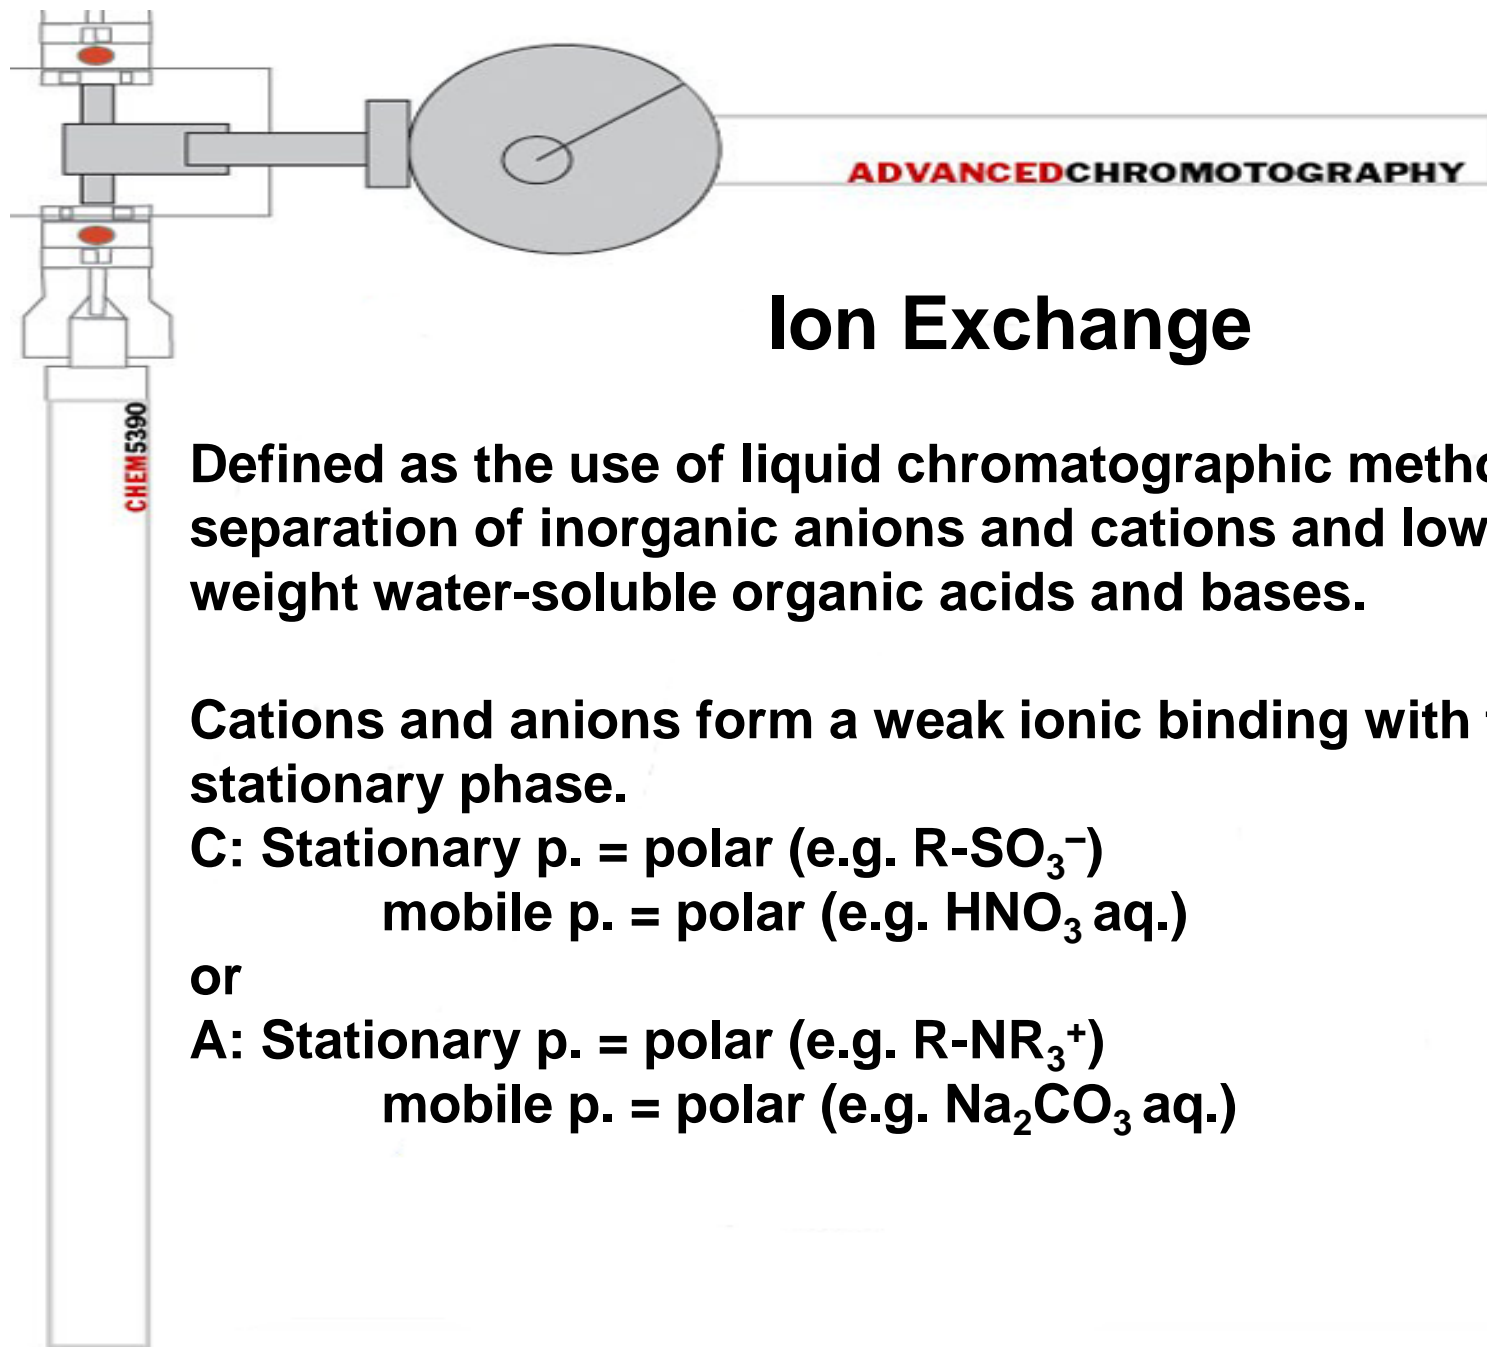 ADVANCEDCHROMOTOGRAPHY
Ion Exchange
CHEM5390
Defined as the use of liquid chromatographic
separation of inorganic anions and cations and low
weight water-soluble organic acids and bases.
Cations and anions form a weak ionic binding with
stationary phase.
C: Stationary p. = polar (e.g. R-SO₃⁻)
mobile p. = polar (e.g. HNO₃ aq.)
or
A: Stationary p. = polar (e.g. R-NR₃⁺)
mobile p. = polar (e.g. Na₂CO₃ aq.)